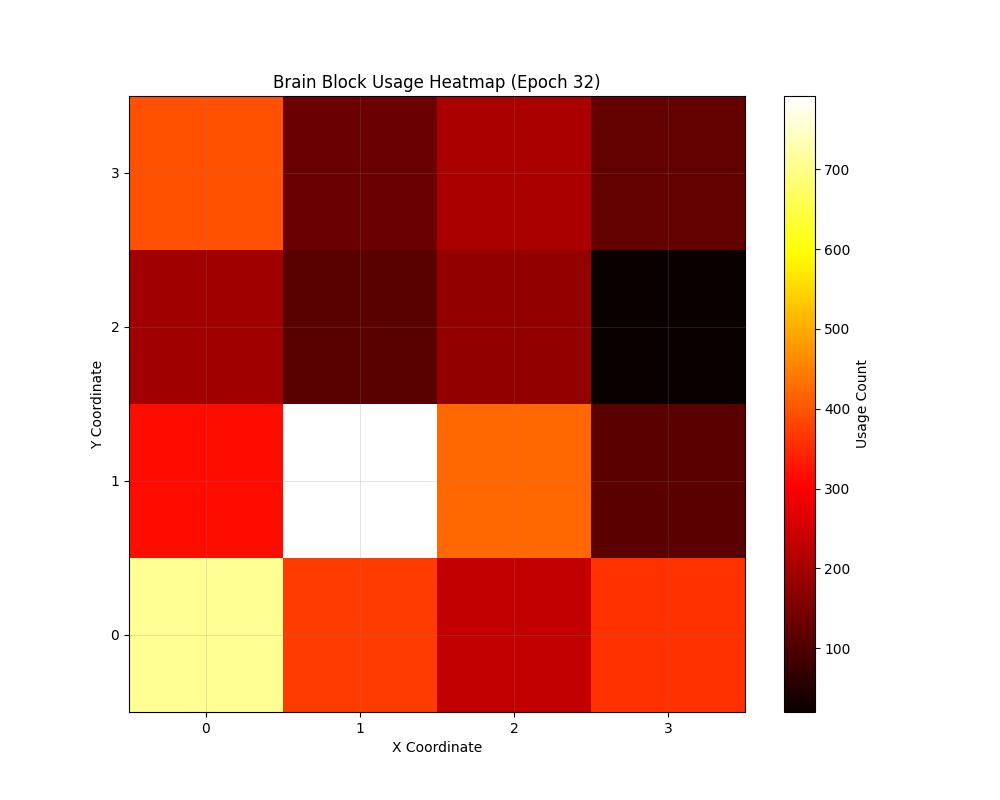 Brain Block Usage Heatmap (Epoch 32)
3
2
1
0
Y Coordinate
0 1 2 3
X Coordinate
700
600
500
400
300
200
100
Usage Count